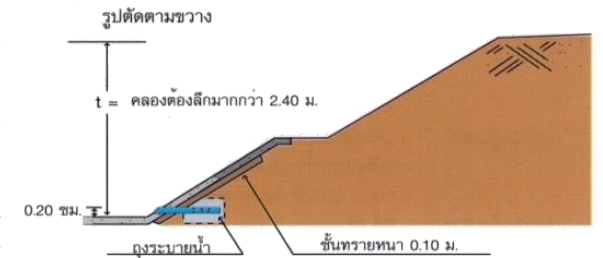 รูปตัดตามขวาง
t = คลองต้องลึกมากกว่า 2.40 ม.
0.20 ซม.
ถุงระบายน้ำ
ชั้นทรายหนา 0.10 ม.